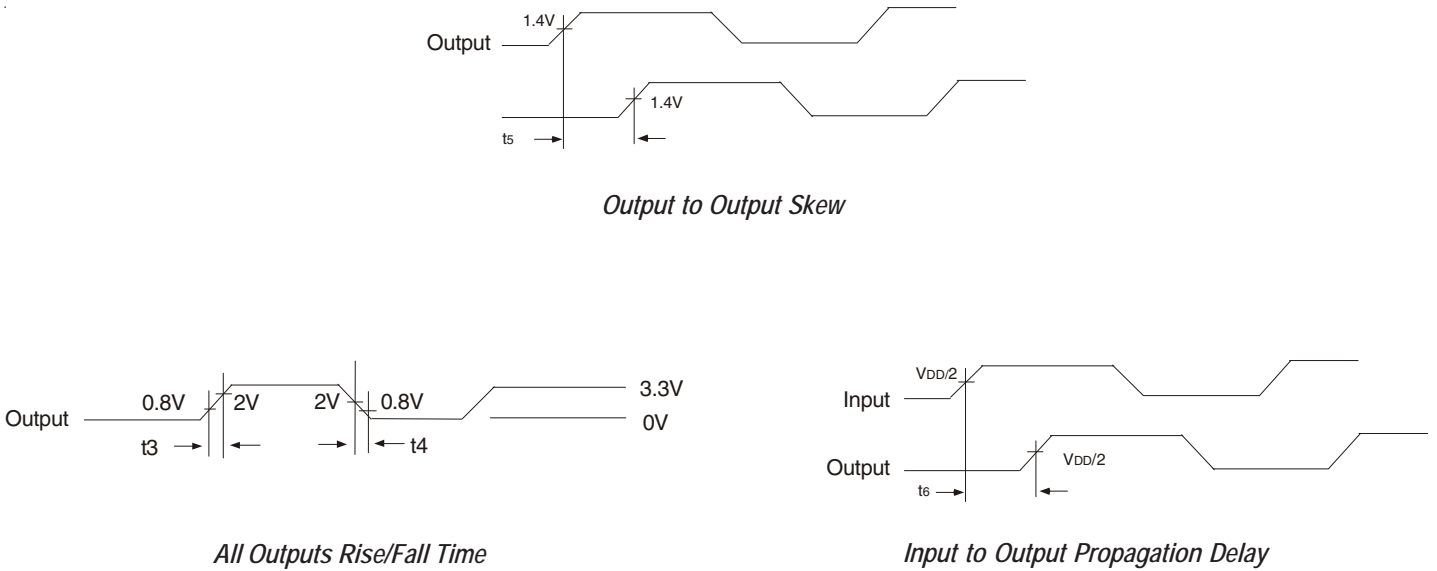 1.4V
Output
1.4V
t5
Output to Output Skew
0.8V 2V 2V 0.8V 3.3V
Output 0V
t3 t4
All Outputs Rise/Fall Time
VDD/2
Input
Output VDD/2
t6
Input to Output Propagation Delay